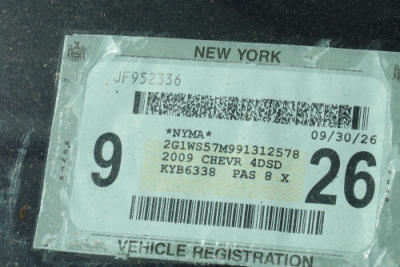 NEW YORK
JF952336
*NYMA* 09/30/26
2G1WS57M991312578
2009 CHEVR 4DSD
KYB6338 PAS 8 X
9 26
VEHICLE REGISTRATION